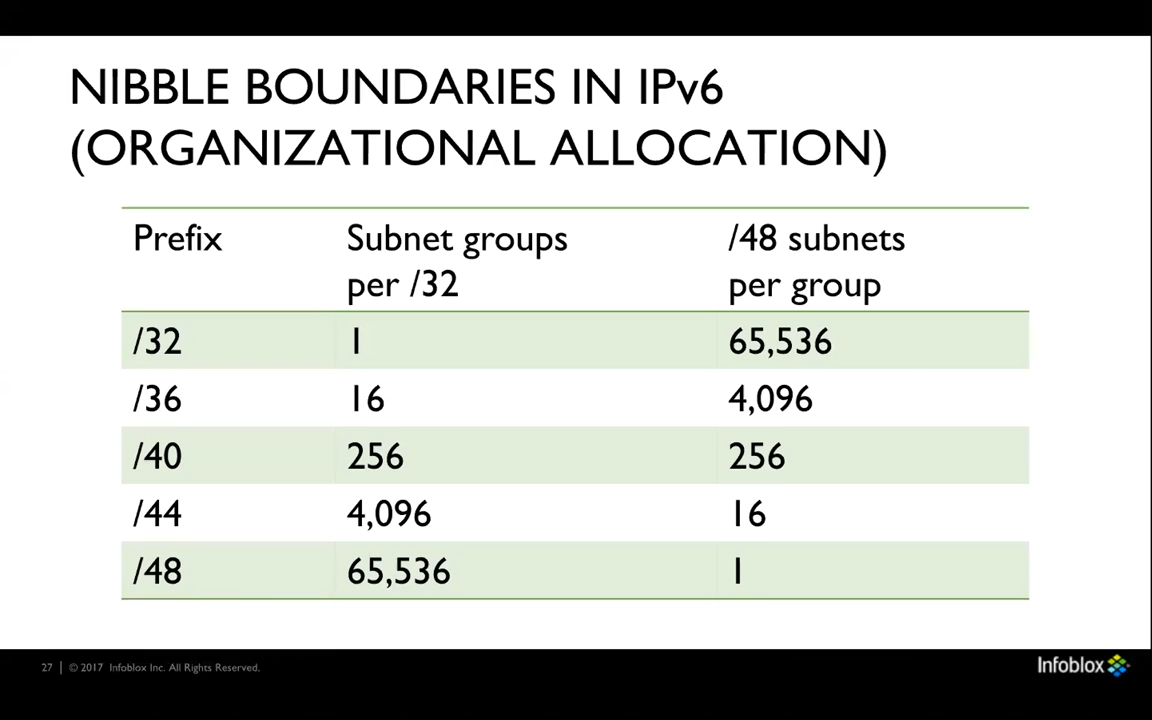 NIBBLE BOUNDARIES IN IPv6
(ORGANIZATIONAL ALLOCATION)
Prefix Subnet groups per /32 /48 subnets per group
/32 1 65,536
/36 16 4,096
/40 256 256
/44 4,096 16
/48 65,536 1
27 | © 2017 Infoblox Inc. All Rights Reserved.
Infoblox